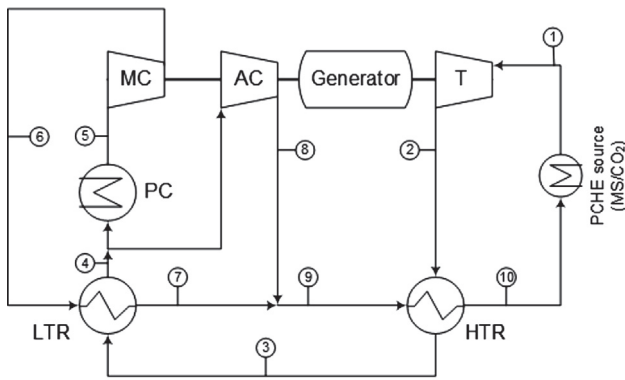 1
MC
AC
Generator
T
6
5
8
2
PCHE source
(MS/CO₂)
PC
4
7
9
10
LTR
HTR
3